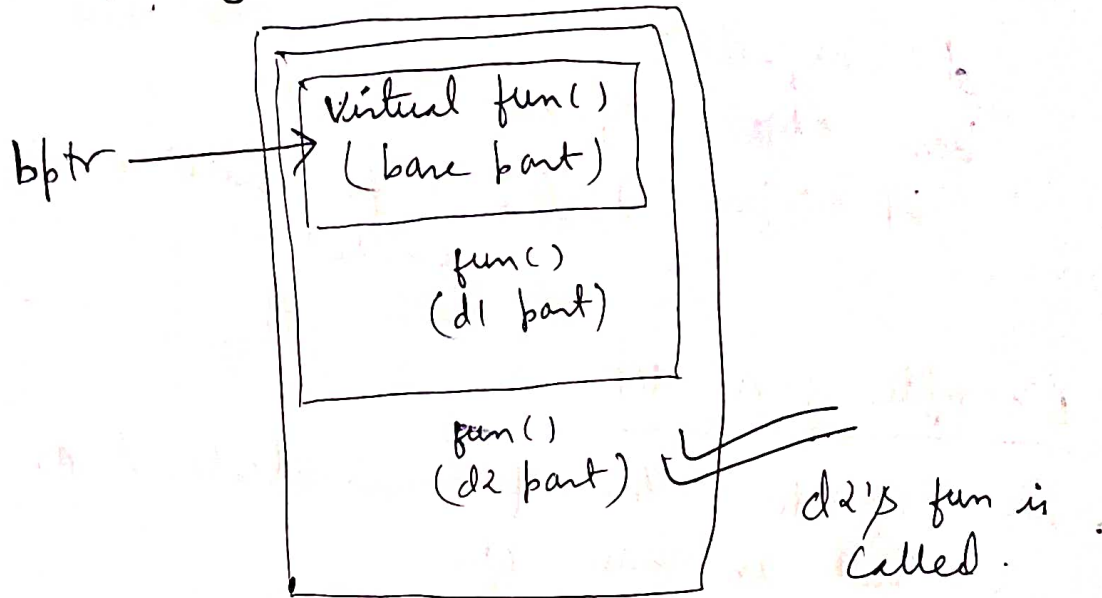 Virtual fun()
bptr
(base part)
fun()
(d1 part)
fun()
(d2 part)
d2's fun is
called.